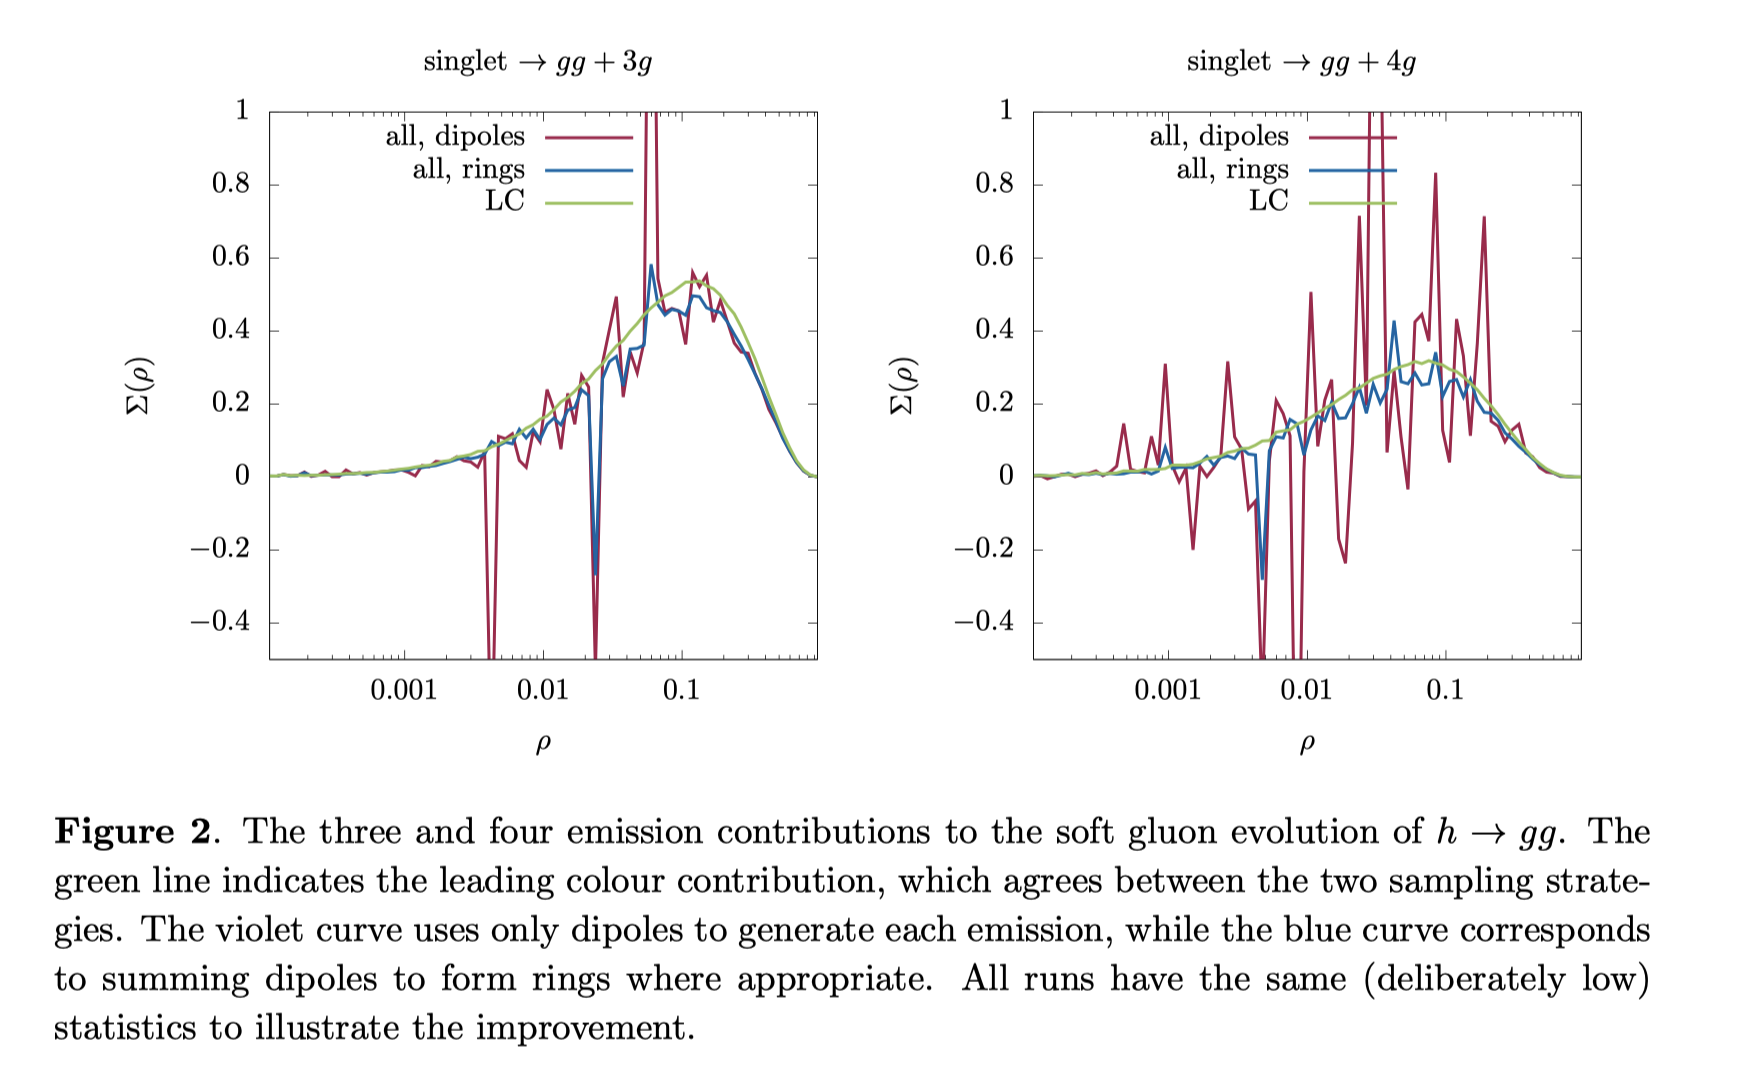 singlet → gg + 3g
1
0.8
0.6
0.4
0.2
0
−0.2
−0.4
Σ(ρ)
all, dipoles
all, rings
LC
0.001 0.01 0.1
ρ
singlet → gg + 4g
1
0.8
0.6
0.4
0.2
0
−0.2
−0.4
Σ(ρ)
all, dipoles
all, rings
LC
0.001 0.01 0.1
ρ
Figure 2. The three and four emission contributions to the soft gluon evolution of h → gg. The
green line indicates the leading colour contribution, which agrees between the two sampling strate-
gies. The violet curve uses only dipoles to generate each emission, while the blue curve corresponds
to summing dipoles to form rings where appropriate. All runs have the same (deliberately low)
statistics to illustrate the improvement.